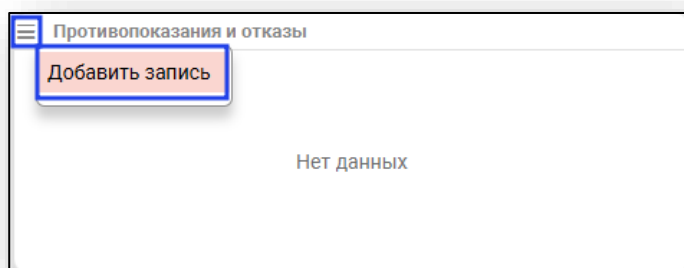 Противопоказания и отказы
Добавить запись
Нет данных